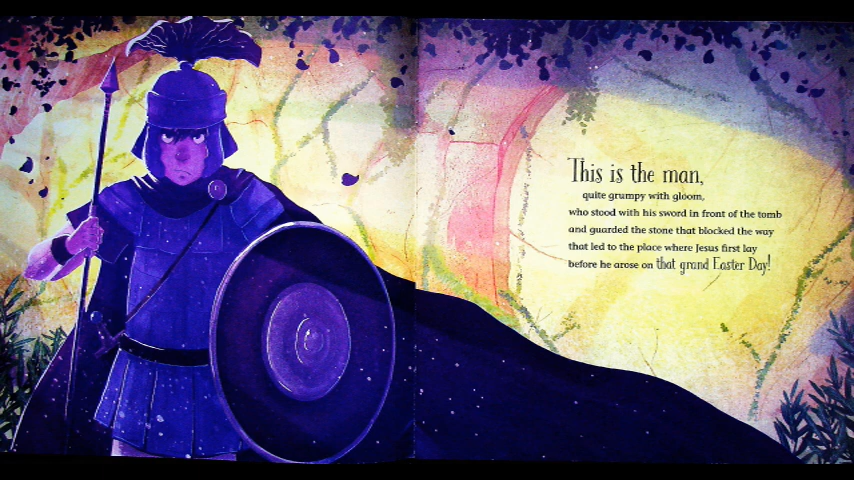 This is the man,
quite grumpy with gloom,
who stood with his sword in front of the tomb
and guarded the stone that blocked the way
that led to the place where Jesus first lay
before he arose on that grand Easter Day!